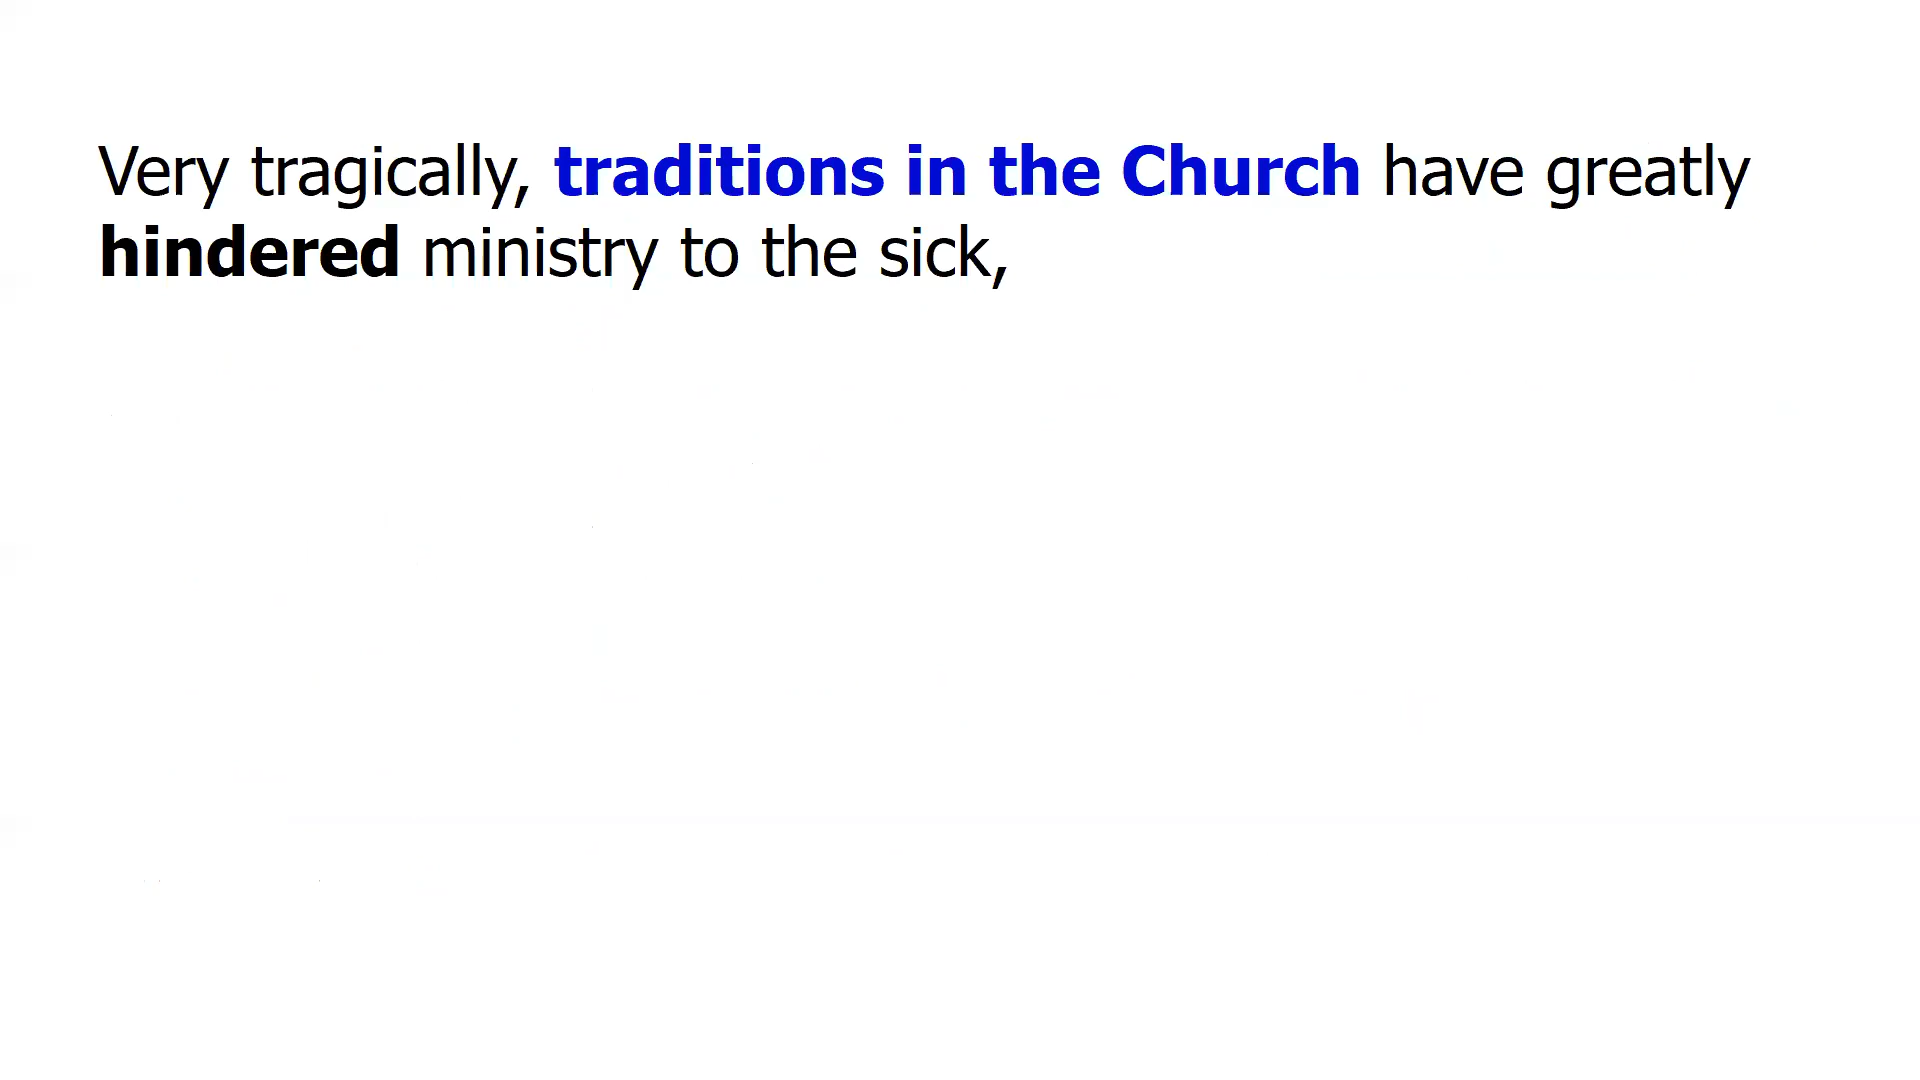 Very tragically, traditions in the Church have greatly
hindered ministry to the sick,